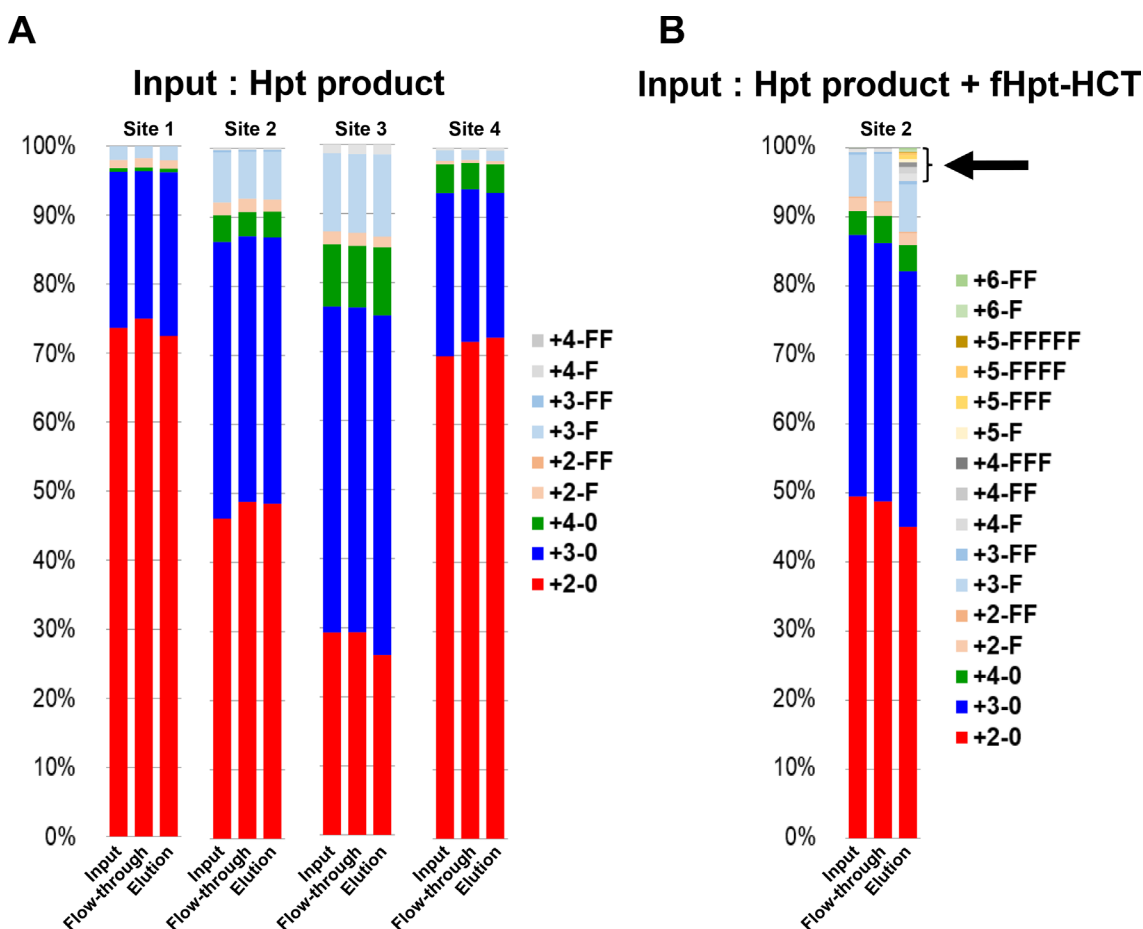 A
Input : Hpt product
Site 1
Site 2
Site 3
Site 4
100%
90%
80%
70%
60%
50%
40%
30%
20%
10%
0%
Input
Flow-through
Elution
Input
Flow-through
Elution
Input
Flow-through
Elution
Input
Flow-through
Elution
+4-FF
+4-F
+3-FF
+3-F
+2-FF
+2-F
+4-0
+3-0
+2-0
B
Input : Hpt product + fHpt-HCT
Site 2
100%
90%
80%
70%
60%
50%
40%
30%
20%
10%
0%
Input
Flow-through
Elution
+6-FF
+6-F
+5-FFFFF
+5-FFFF
+5-FFF
+5-F
+4-FFF
+4-FF
+4-F
+3-FF
+3-F
+2-FF
+2-F
+4-0
+3-0
+2-0